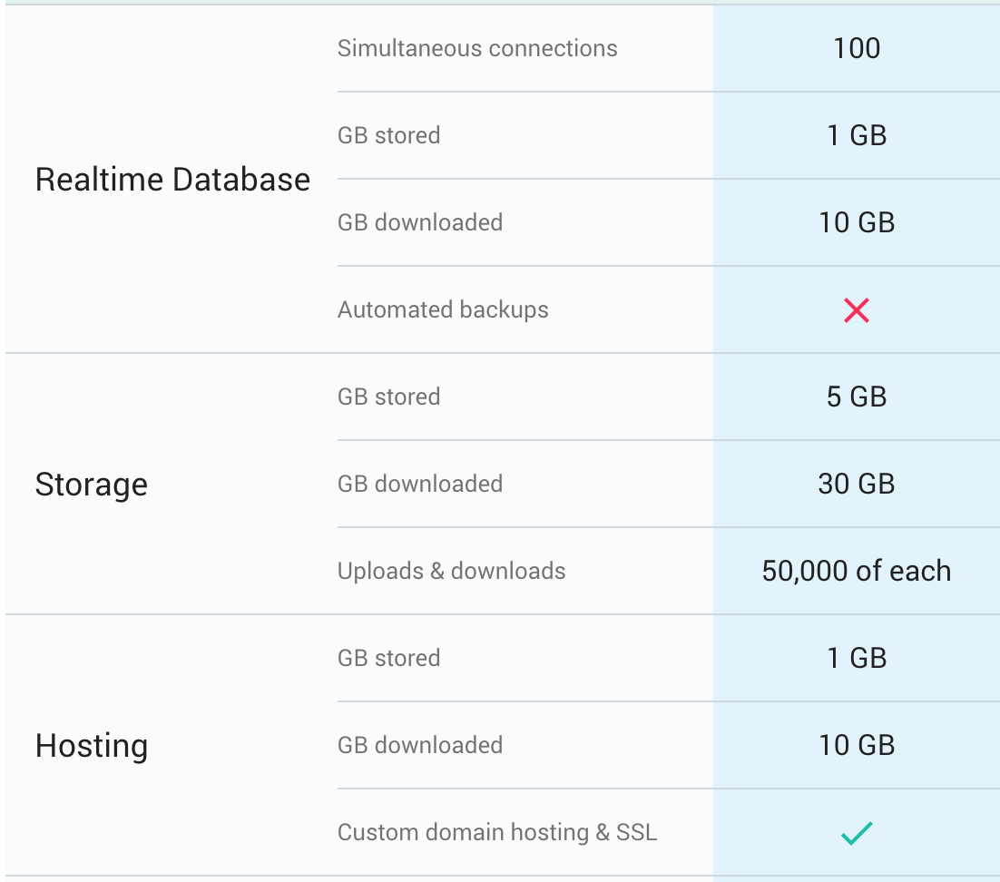 Simultaneous connections 100
GB stored 1 GB
Realtime Database
GB downloaded 10 GB
Automated backups
GB stored 5 GB
Storage
GB downloaded 30 GB
Uploads & downloads 50,000 of each
GB stored 1 GB
Hosting
GB downloaded 10 GB
Custom domain hosting & SSL